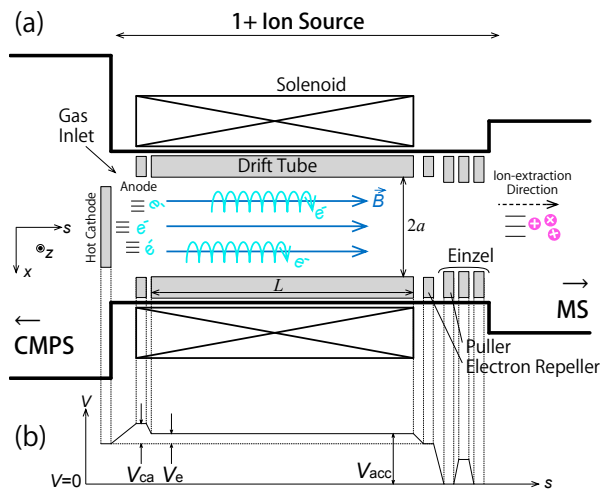 (a)
1+ Ion Source
Solenoid
Gas
Inlet
Drift Tube
Anode
Ion-extraction
Direction
Hot Cathode
e-
e-
e-
e-
e-
B
2a
s
z
x
L
Einzel
MS
CMPS
Puller
Electron Repeller
V
(b)
Vca
Ve
Vacc
V=0
s